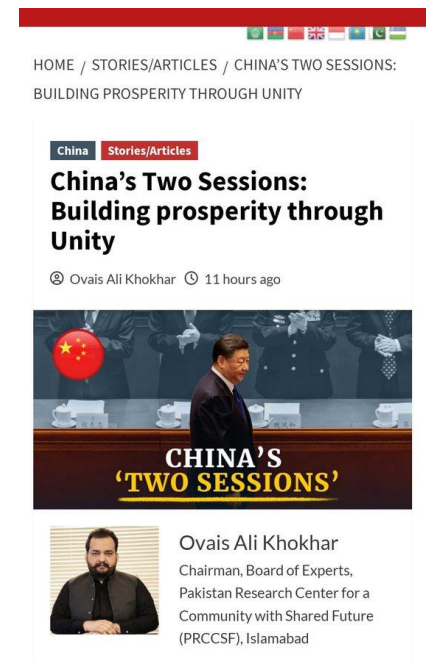 HOME / STORIES/ARTICLES / CHINA’S TWO SESSIONS:
BUILDING PROSPERITY THROUGH UNITY
China Stories/Articles
China’s Two Sessions:
Building prosperity through
Unity
Ovais Ali Khokhar 11 hours ago
CHINA’S
‘TWO SESSIONS’
Ovais Ali Khokhar
Chairman, Board of Experts,
Pakistan Research Center for a
Community with Shared Future
(PRCCSF), Islamabad